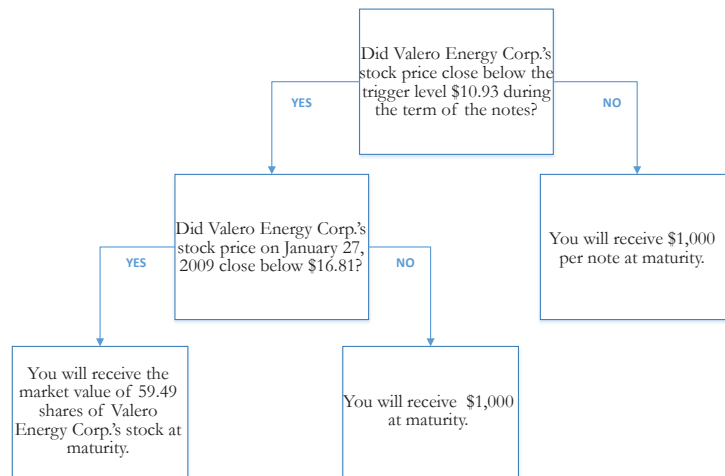 Did Valero Energy Corp.'s
stock price close below the
trigger level $10.93 during
the term of the notes?
YES
NO
Did Valero Energy Corp.'s
stock price on January 27,
2009 close below $16.81?
You will receive $1,000
per note at maturity.
YES
NO
You will receive the
market value of 59.49
shares of Valero
Energy Corp.'s stock at
maturity.
You will receive $1,000
at maturity.